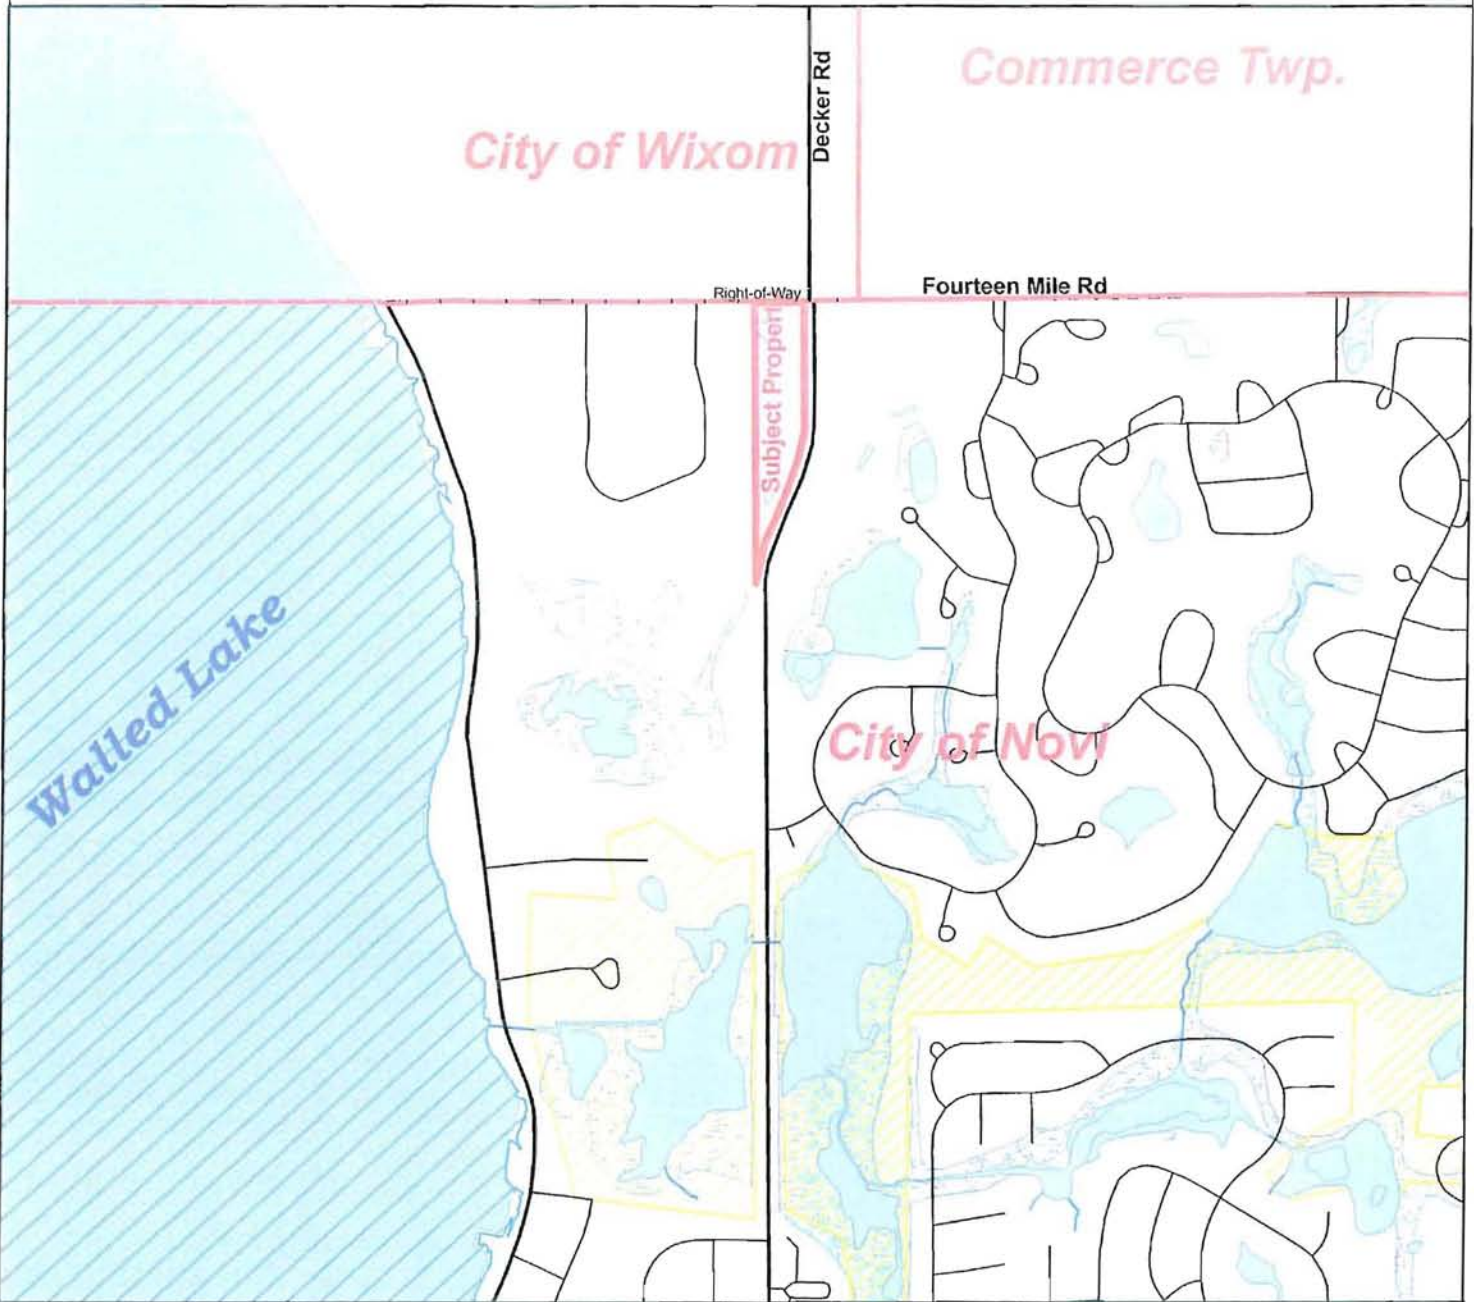 Commerce Twp.
Decker Rd
City of Wixom
Fourteen Mile Rd
Right-of-Way
Subject Propert
Walled Lake
City of Novi